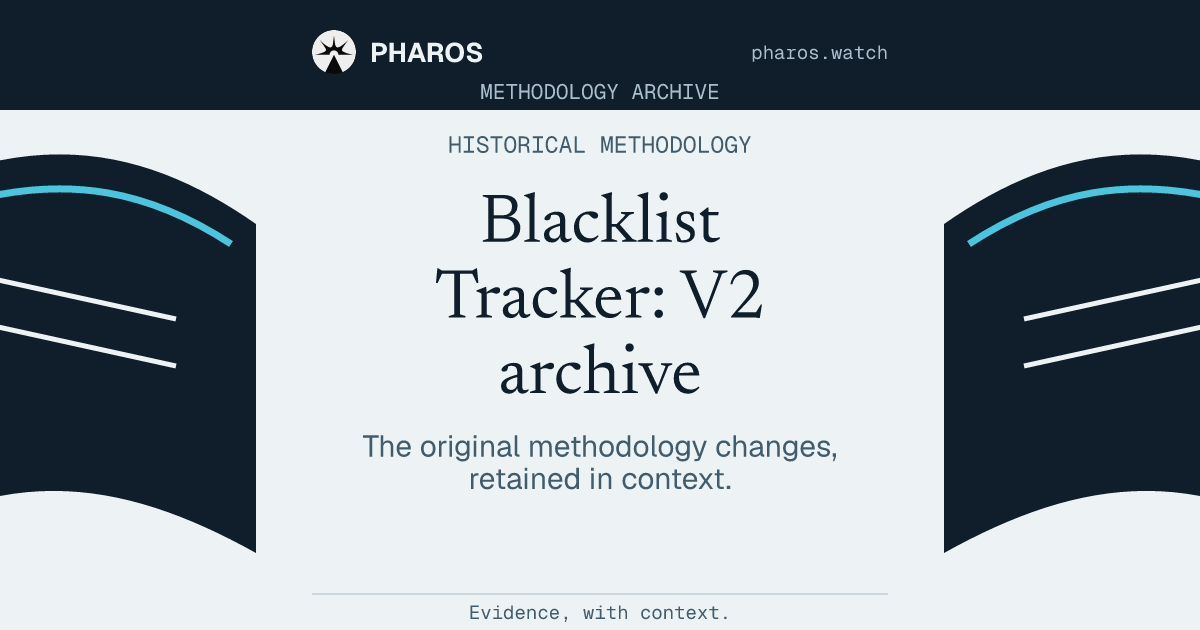 PHAROS
pharos.watch
METHODOLOGY ARCHIVE
HISTORICAL METHODOLOGY
Blacklist
Tracker: V2
archive
The original methodology changes,
retained in context.
Evidence, with context.